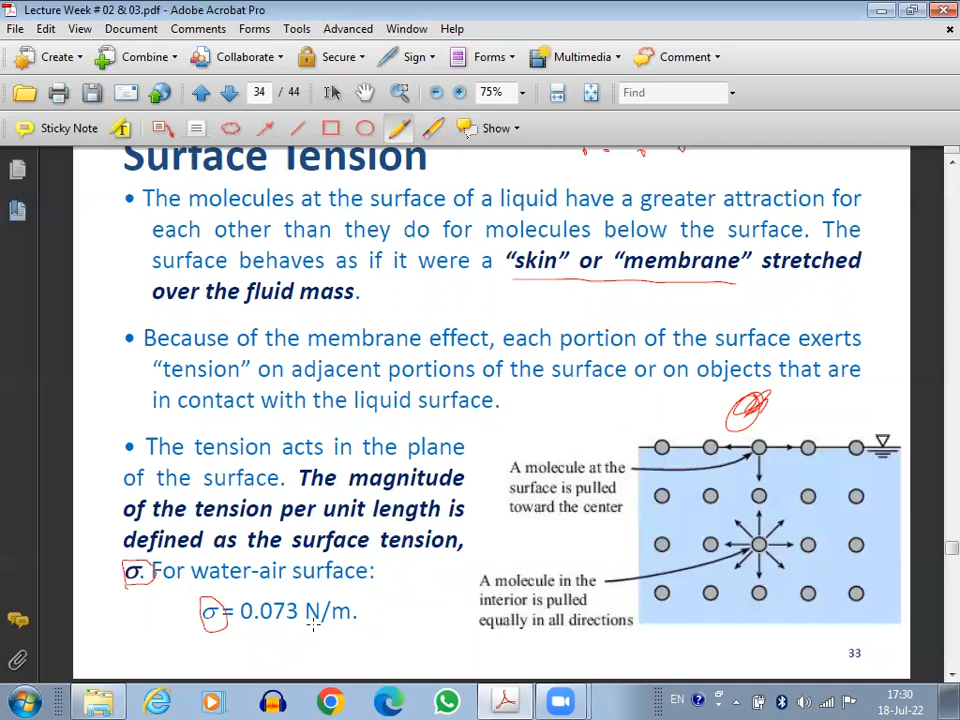 Lecture Week # 02 & 03.pdf - Adobe Acrobat Pro
File Edit View Document Comments Forms Tools Advanced Window Help
Create Combine Collaborate Secure Sign Forms Multimedia Comment
34 / 44 75% Find
Sticky Note Show
Surface Tension
• The molecules at the surface of a liquid have a greater attraction for
each other than they do for molecules below the surface. The
surface behaves as if it were a “skin” or “membrane” stretched
over the fluid mass.
• Because of the membrane effect, each portion of the surface exerts
“tension” on adjacent portions of the surface or on objects that are
in contact with the liquid surface.
• The tension acts in the plane
of the surface. The magnitude
of the tension per unit length is
defined as the surface tension,
σ. For water-air surface:
σ = 0.073 N/m.
A molecule at the
surface is pulled
toward the center
A molecule in the
interior is pulled
equally in all directions
33
EN
17:30
18-Jul-22